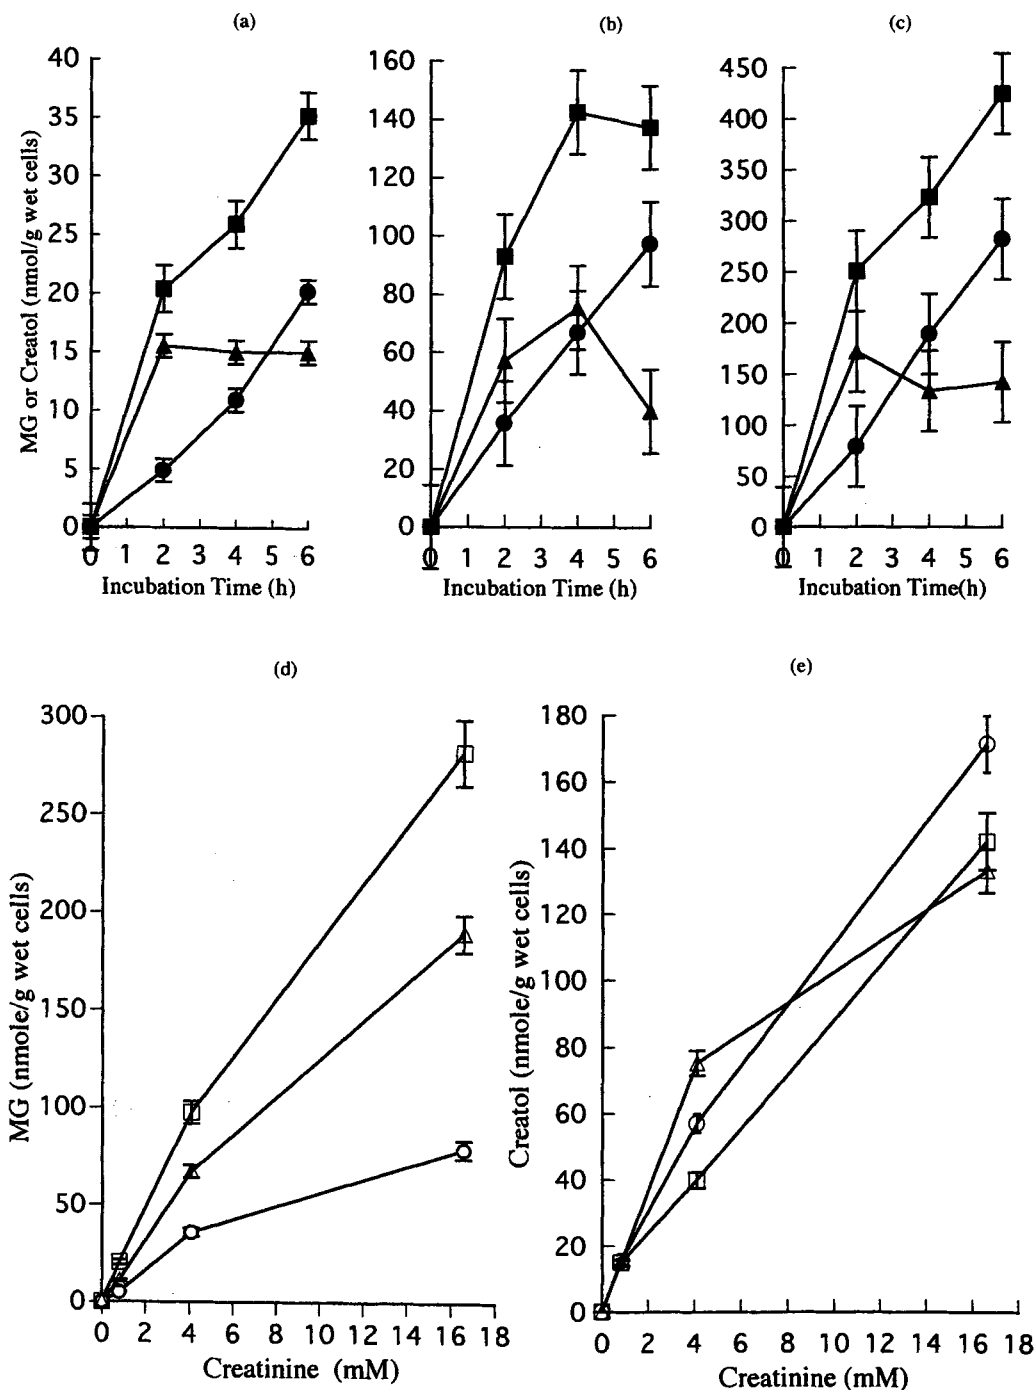 (a)
(b)
(c)
MG or Creatol (nmol/g wet cells)
40
35
30
25
20
15
10
5
0
0 1 2 3 4 5 6
Incubation Time (h)
160
140
120
100
80
60
40
20
0
0 1 2 3 4 5 6
Incubation Time (h)
450
400
350
300
250
200
150
100
50
0
0 1 2 3 4 5 6
Incubation Time(h)
(d)
(e)
MG (nmole/g wet cells)
300
250
200
150
100
50
0
0 2 4 6 8 10 12 14 16 18
Creatinine (mM)
Creatol (nmole/g wet cells)
180
160
140
120
100
80
60
40
20
0
0 2 4 6 8 10 12 14 16 18
Creatinine (mM)